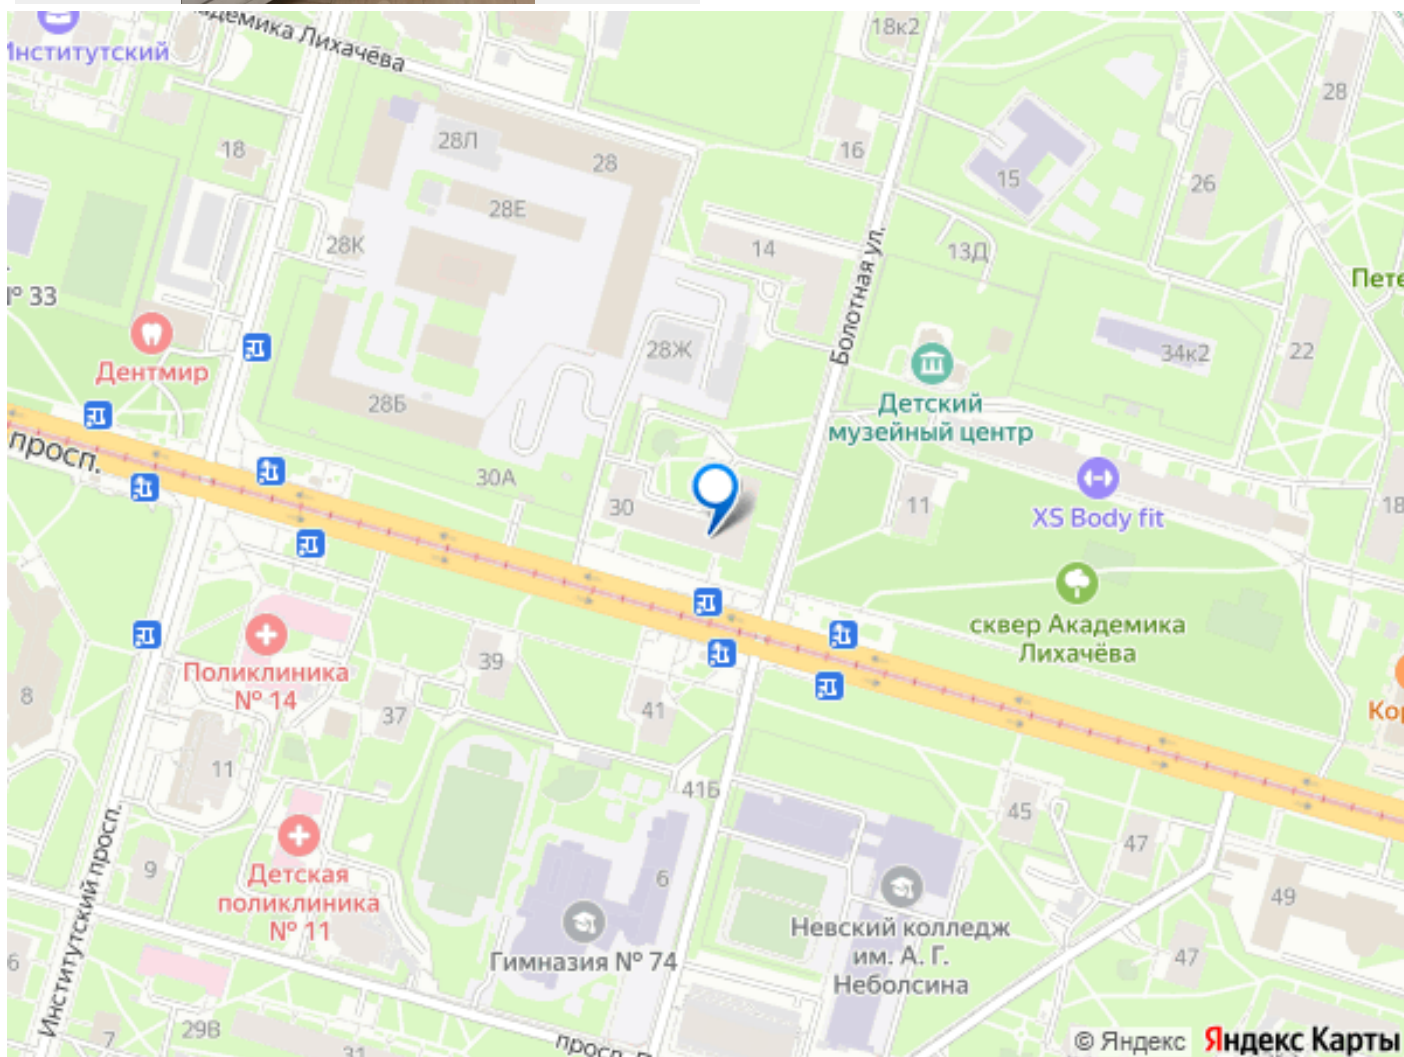 Академика Лихачёва
18к2
Институтский
28
18
28Л
28
16
15
26
28Е
28К
14
13Д
Болотная ул.
Пете
№ 33
Дентмир
28Ж
34к2
22
28Б
Детский
музейный центр
просп.
30А
30
11
XS Body fit
18
сквер Академика
Лихачёва
Поликлиника
№ 14
39
8
37
41
Кор
11
41Б
45
47
Институтский просп.
9
Детская
поликлиника
№ 11
6
49
Невский колледж
им. А. Г.
Неболсина
Гимназия № 74
47
6
7
29В
31
просп.
© Яндекс Яндекс Карты